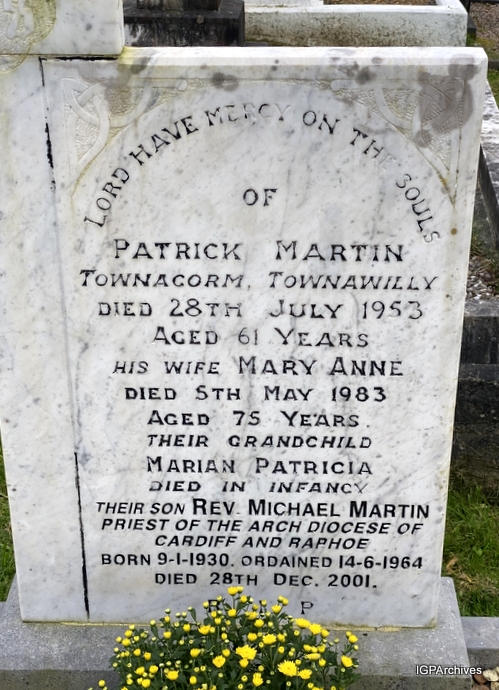 LORD HAVE MERCY ON THE SOULS
OF
PATRICK MARTIN
TOWNAGORM, TOWNAWILLY
DIED 28TH JULY 1953
AGED 61 YEARS
HIS WIFE MARY ANNE
DIED 5TH MAY 1983
AGED 75 YEARS.
THEIR GRANDCHILD
MARIAN PATRICIA
DIED IN INFANCY
THEIR SON REV. MICHAEL MARTIN
PRIEST OF THE ARCH DIOCESE OF
CARDIFF AND RAPHOE
BORN 9-1-1930. ORDAINED 14-6-1964
DIED 28TH DEC. 2001.
R I P
IGPArchives